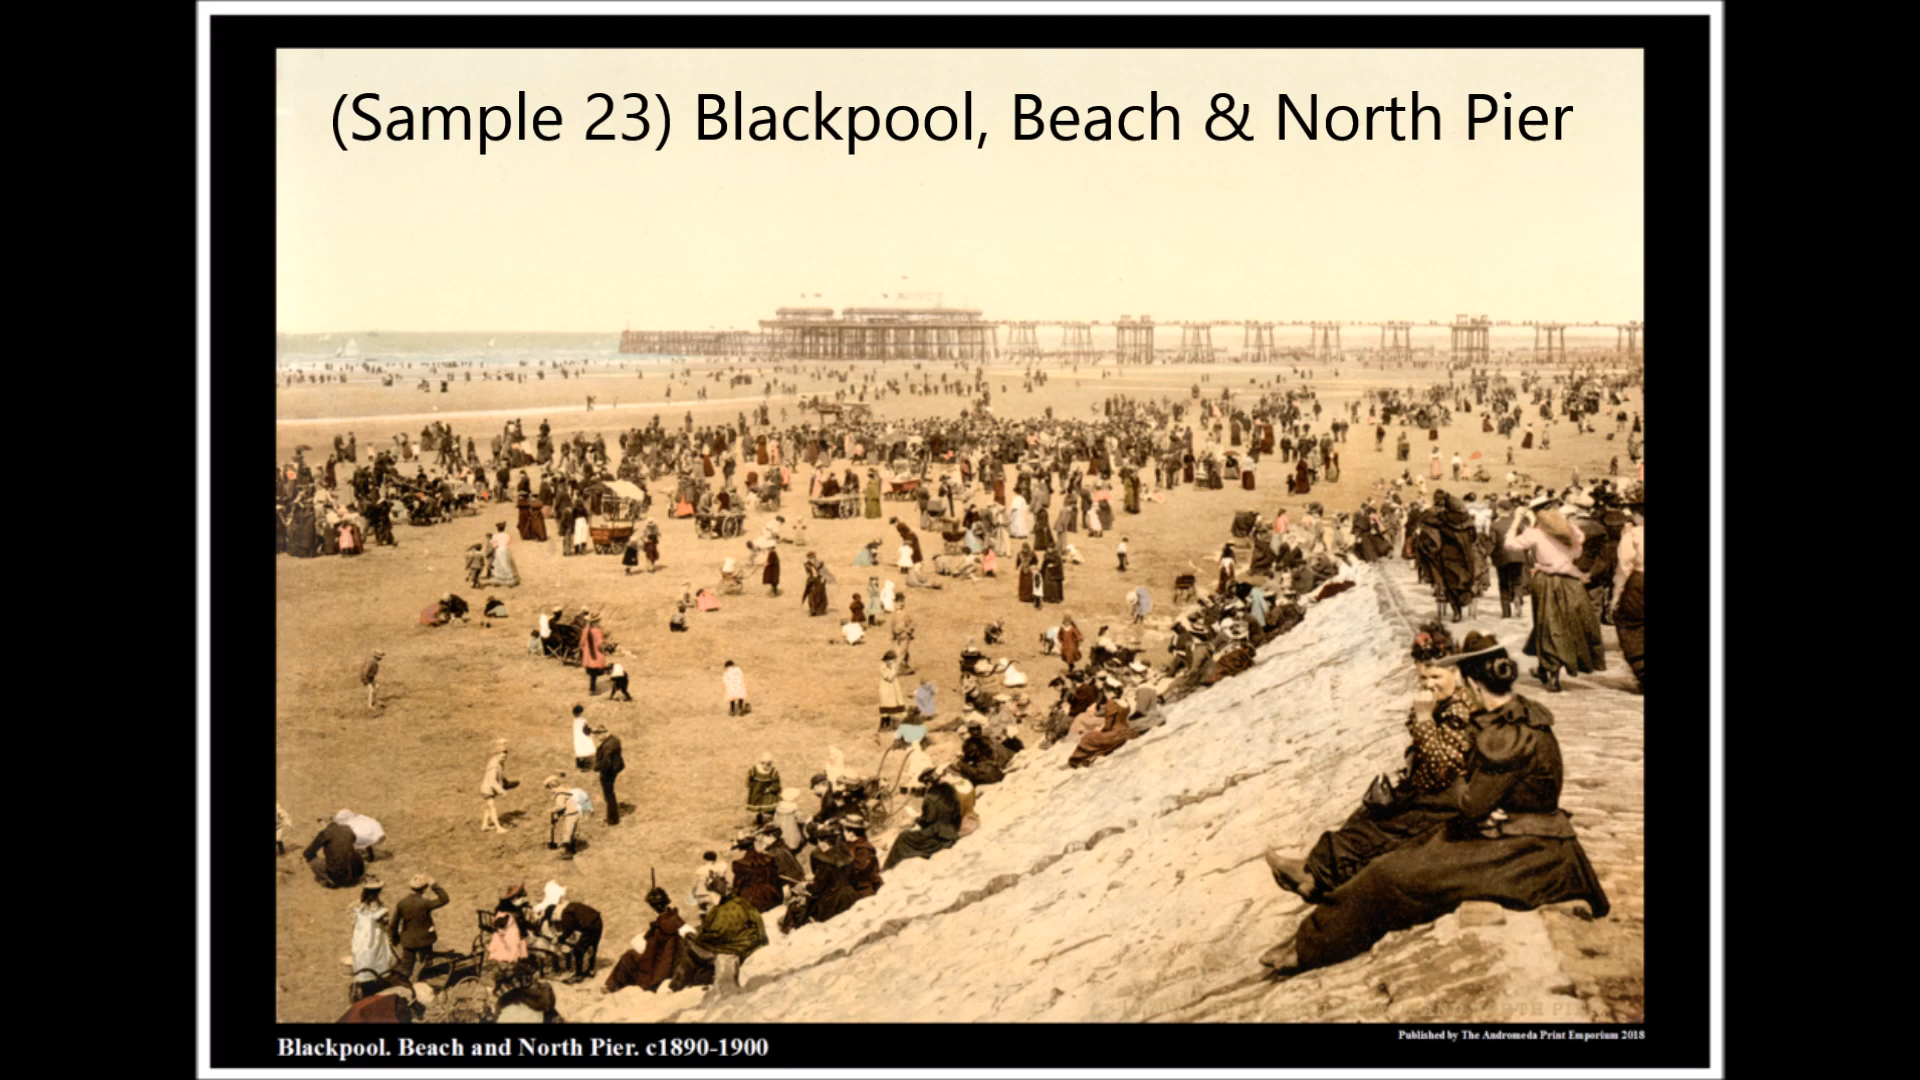 (Sample 23) Blackpool, Beach & North Pier
Published by The Andromeda Print Emporium 2018
Blackpool. Beach and North Pier. c1890-1900